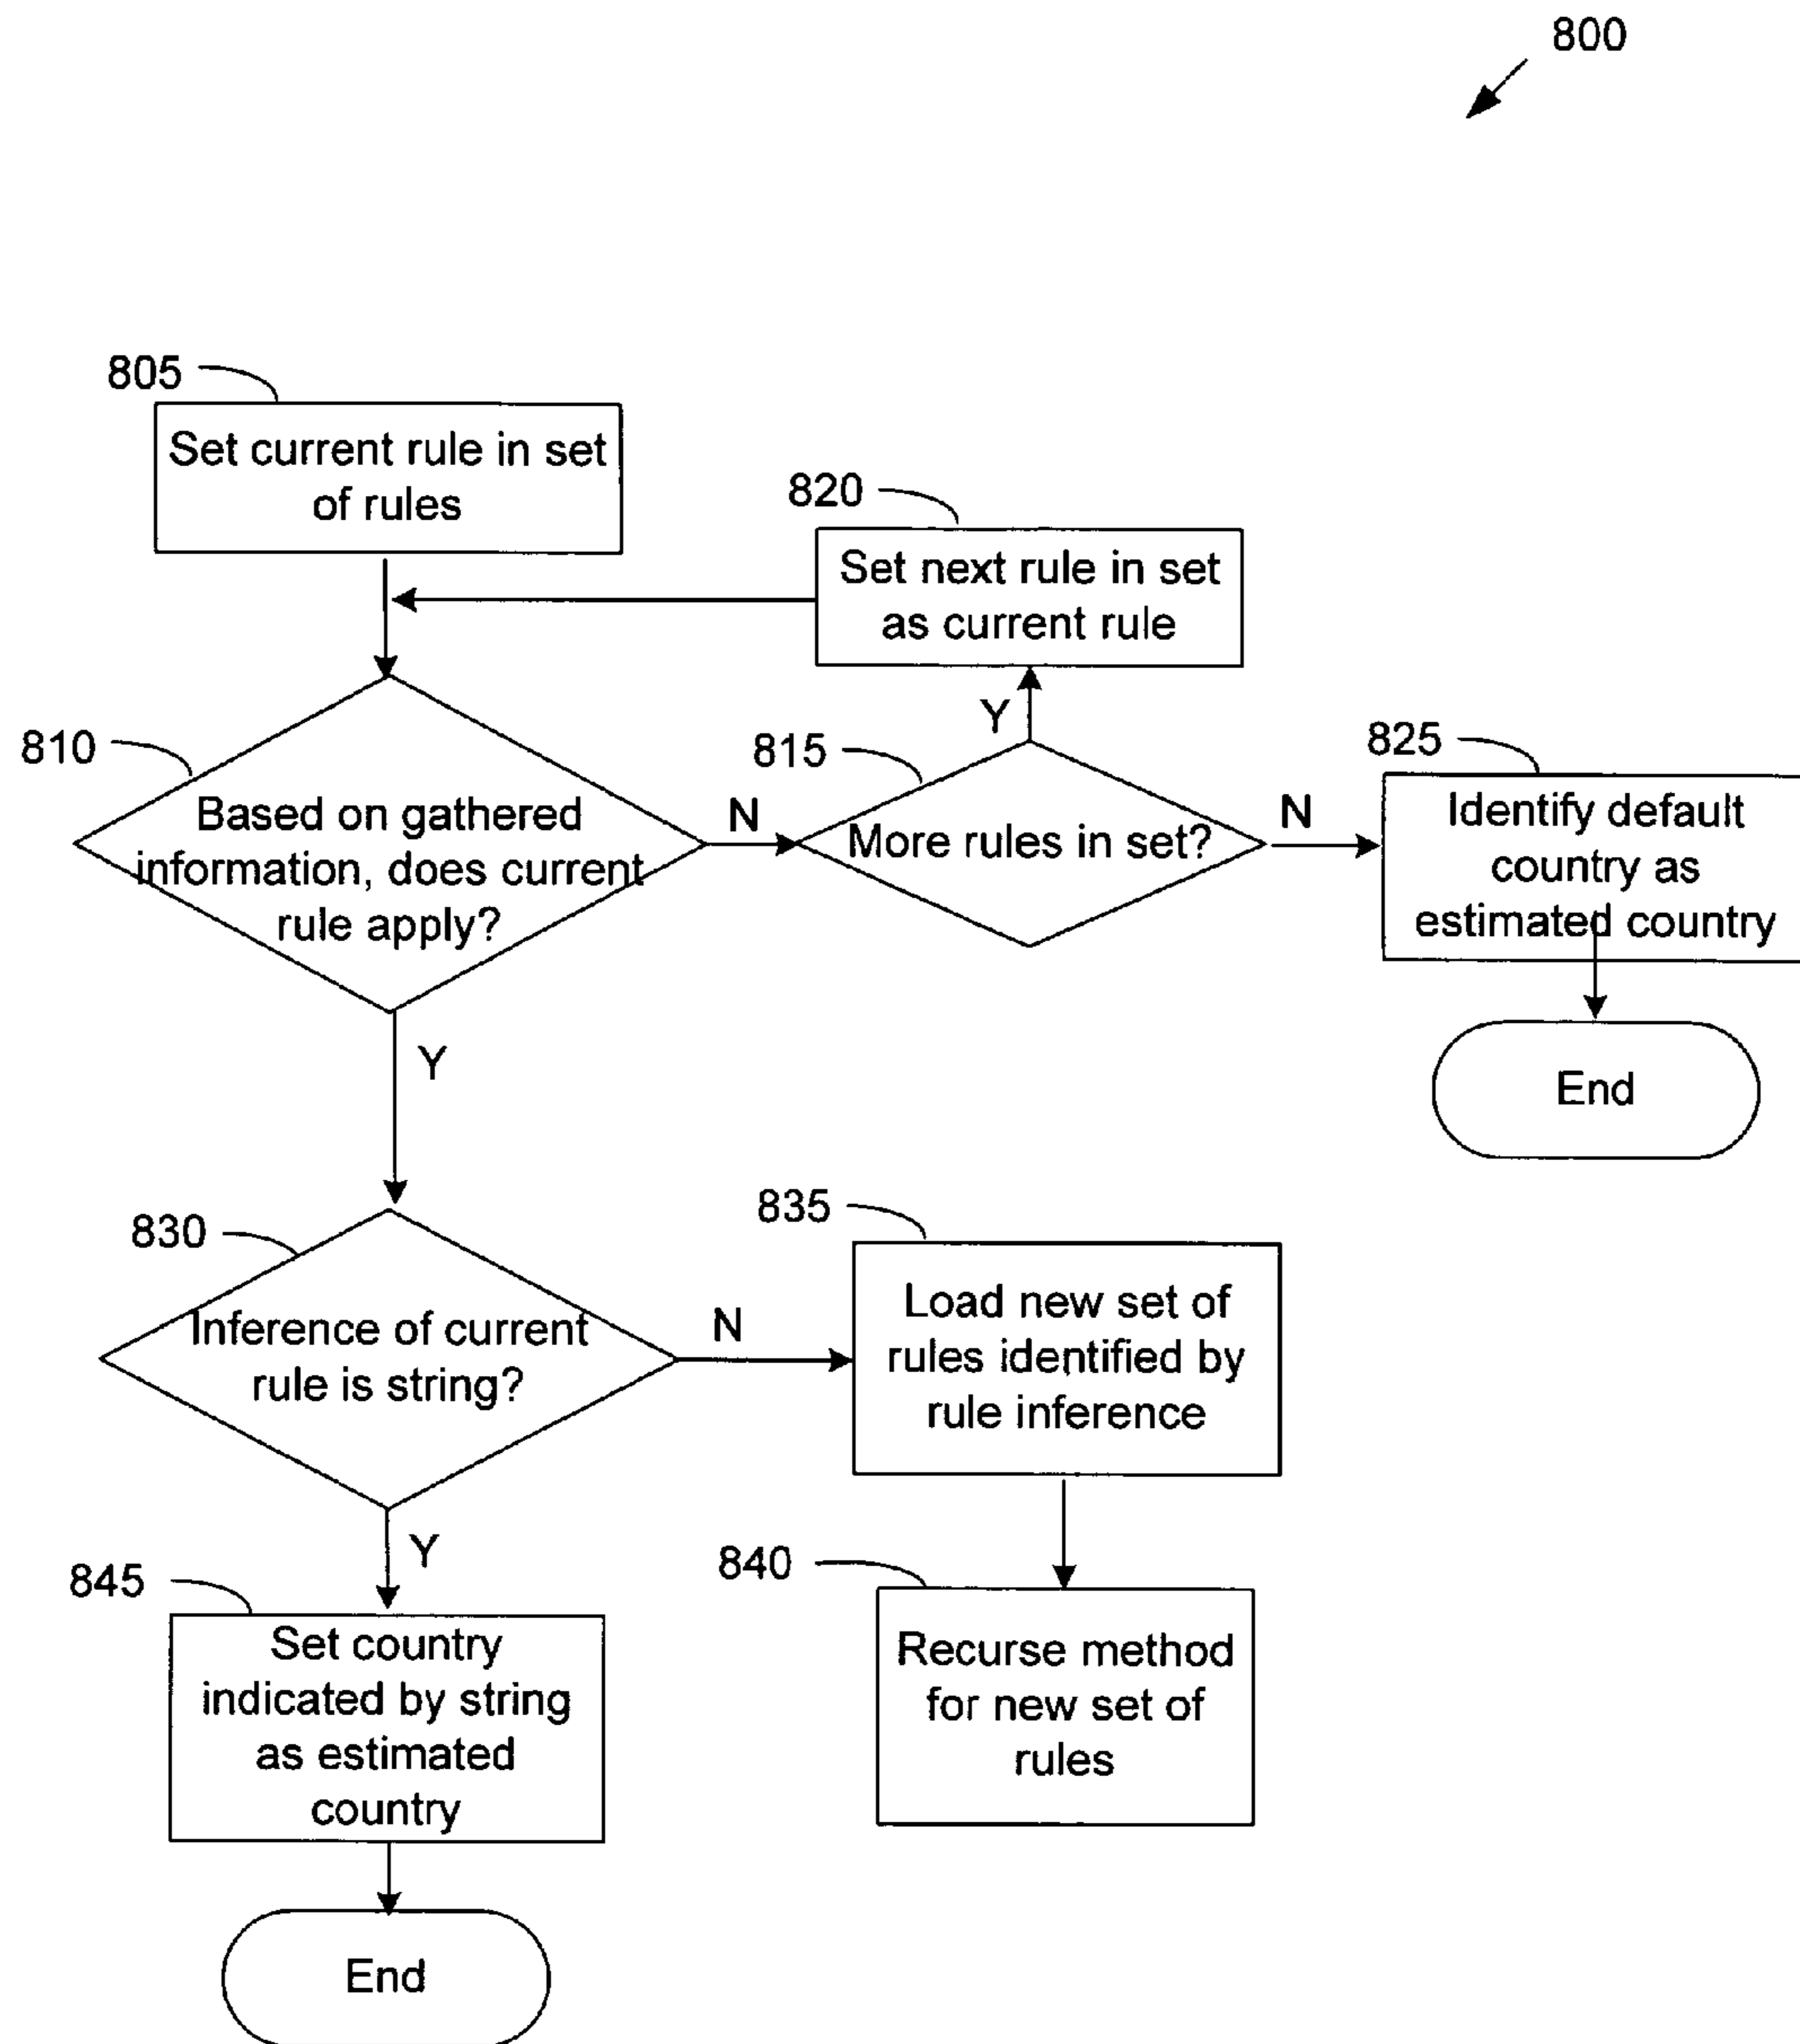 800
805
Set current rule in set
of rules
820
Set next rule in set
as current rule
810
Based on gathered
information, does current
rule apply?
N
815
Y
More rules in set?
N
825
Identify default
country as
estimated country
End
Y
830
Inference of current
rule is string?
N
835
Load new set of
rules identified by
rule inference
Y
845
Set country
indicated by string
as estimated
country
840
Recurse method
for new set of
rules
End